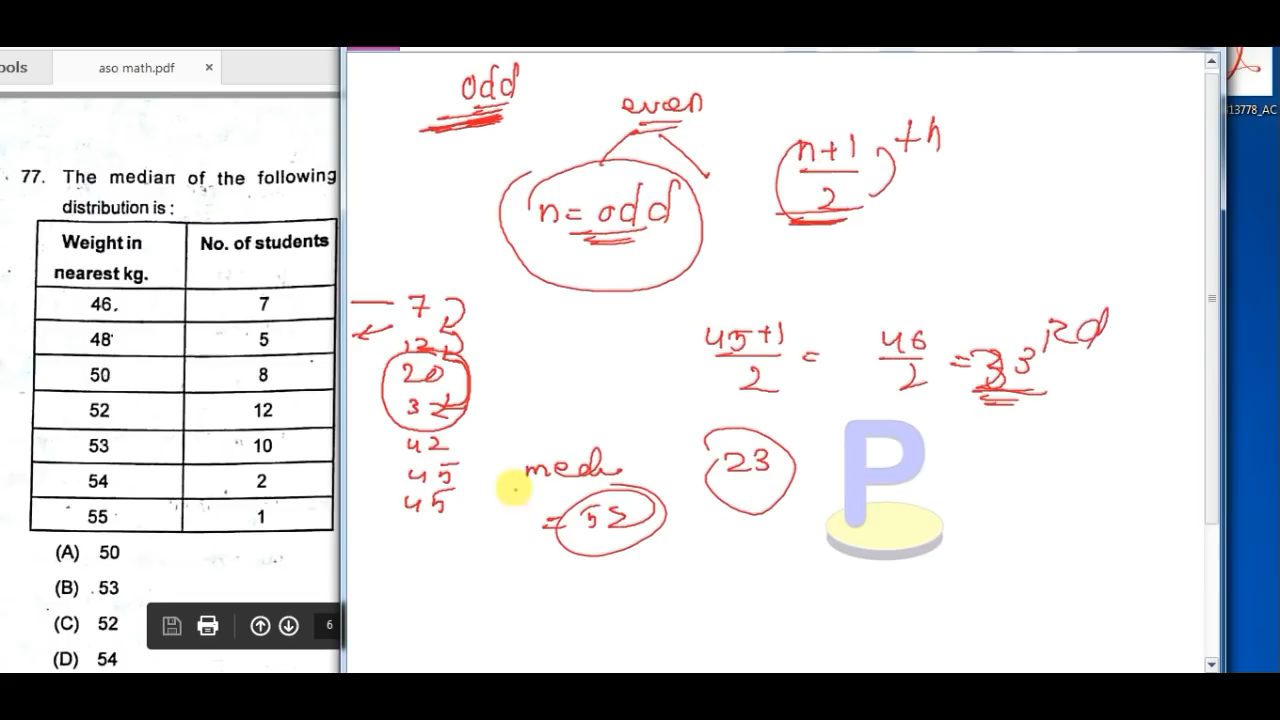 ools
aso math.pdf ×
77. The median of the following
distribution is :
Weight in nearest kg. No. of students
46. 7
48 5
50 8
52 12
53 10
54 2
55 1
(A) 50
(B) 53
(C) 52
(D) 54
6
odd
even
n = odd
(n+1/2)th
7
12
20
32
42
45
45
45+1/2 = 46/2 = 33rd
23
= 52
P
313778_AC